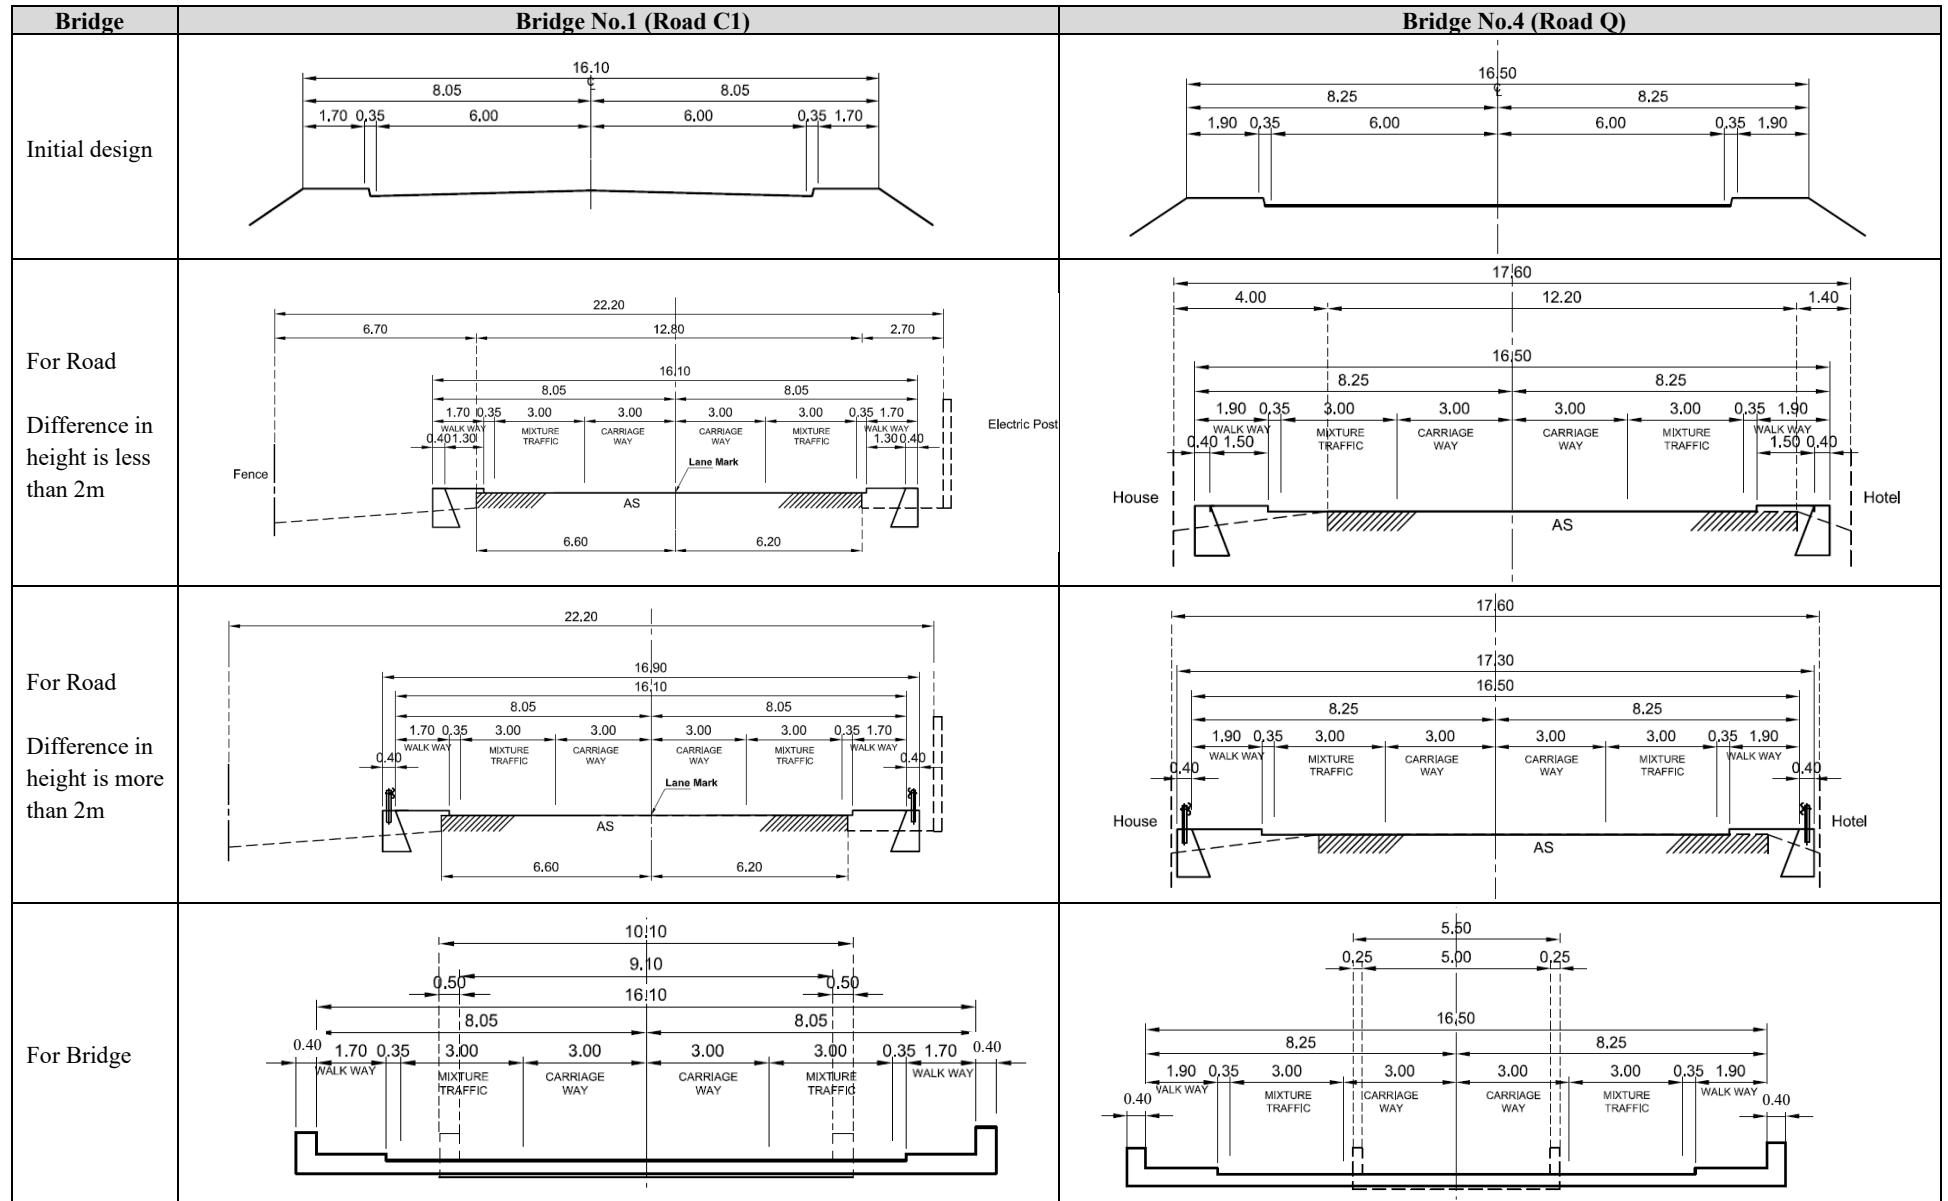 Bridge
Bridge No.1 (Road C1)
Bridge No.4 (Road Q)
Initial design
16.10
℄
8.05 8.05
1.70 0.35 6.00 6.00 0.35 1.70
16.50
℄
8.25 8.25
1.90 0.35 6.00 6.00 0.35 1.90
For Road
Difference in
height is less
than 2m
22.20
6.70 12.80 2.70
16.10
8.05 8.05
1.70 0.35 3.00 3.00 3.00 3.00 0.35 1.70
WALK WAY MIXTURE TRAFFIC CARRIAGE WAY CARRIAGE WAY MIXTURE TRAFFIC WALK WAY
0.40 1.30 1.30 0.40
Electric Post
Lane Mark
Fence
AS
6.60 6.20
17.60
4.00 12.20 1.40
16.50
8.25 8.25
1.90 0.35 3.00 3.00 3.00 3.00 0.35 1.90
WALK WAY MIXTURE TRAFFIC CARRIAGE WAY CARRIAGE WAY MIXTURE TRAFFIC WALK WAY
0.40 1.50 1.50 0.40
House Hotel
AS
For Road
Difference in
height is more
than 2m
22.20
16.90
16.10
8.05 8.05
1.70 0.35 3.00 3.00 3.00 3.00 0.35 1.70
WALK WAY MIXTURE TRAFFIC CARRIAGE WAY CARRIAGE WAY MIXTURE TRAFFIC WALK WAY
0.40 0.40
Lane Mark
AS
6.60 6.20
17.60
17.30
16.50
8.25 8.25
1.90 0.35 3.00 3.00 3.00 3.00 0.35 1.90
WALK WAY MIXTURE TRAFFIC CARRIAGE WAY CARRIAGE WAY MIXTURE TRAFFIC WALK WAY
0.40 0.40
House Hotel
AS
For Bridge
10.10
9.10
0.50 0.50
16.10
8.05 8.05
0.40 1.70 0.35 3.00 3.00 3.00 3.00 0.35 1.70 0.40
WALK WAY MIXTURE TRAFFIC CARRIAGE WAY CARRIAGE WAY MIXTURE TRAFFIC WALK WAY
5.50
0.25 5.00 0.25
16.50
8.25 8.25
1.90 0.35 3.00 3.00 3.00 3.00 0.35 1.90
WALK WAY MIXTURE TRAFFIC CARRIAGE WAY CARRIAGE WAY MIXTURE TRAFFIC WALK WAY
0.40 0.40